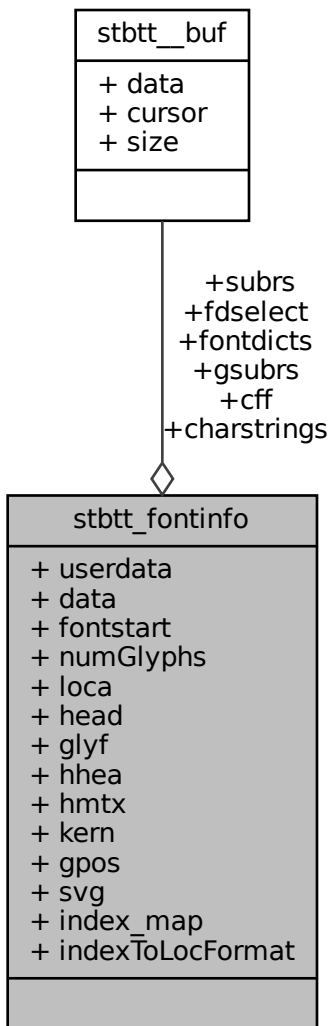 stbtt__buf
+ data
+ cursor
+ size
+subrs
+fdselect
+fontdicts
+gsubrs
+cff
+charstrings
stbtt_fontinfo
+ userdata
+ data
+ fontstart
+ numGlyphs
+ loca
+ head
+ glyf
+ hhea
+ hmtx
+ kern
+ gpos
+ svg
+ index_map
+ indexToLocFormat